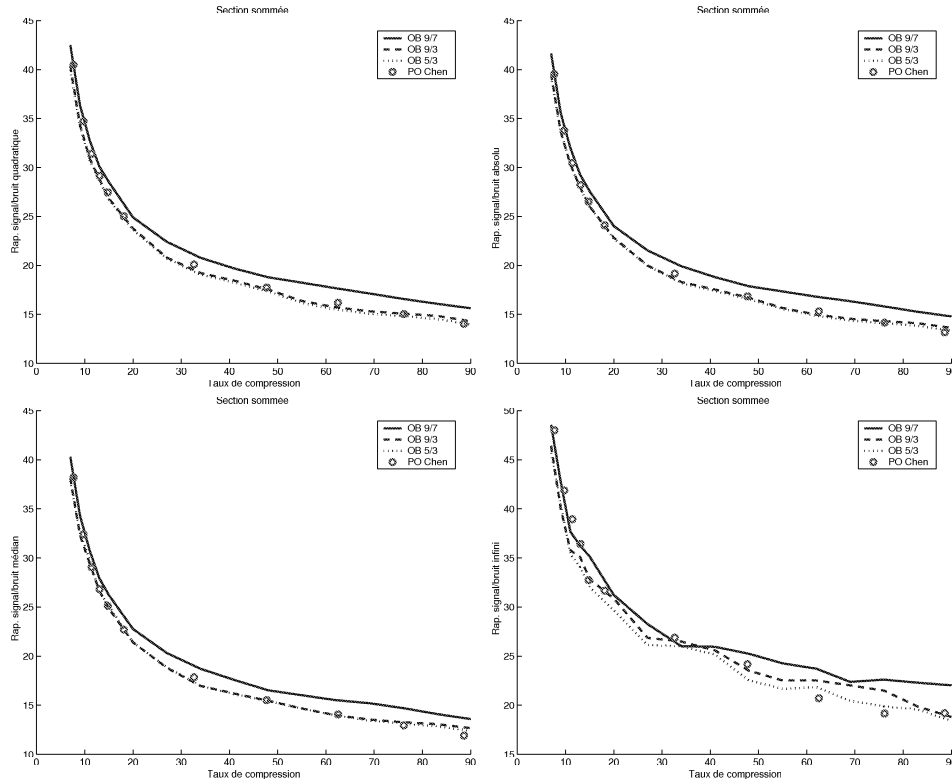 Section sommée
45
40
35
30
25
20
15
10
Rap. signal/bruit quadratique
OB 9/7
OB 9/3
OB 5/3
PO Chen
0 10 20 30 40 50 60 70 80 90
Taux de compression
Section sommée
45
40
35
30
25
20
15
10
Rap. signal/bruit absolu
OB 9/7
OB 9/3
OB 5/3
PO Chen
0 10 20 30 40 50 60 70 80 90
Taux de compression
Section sommée
45
40
35
30
25
20
15
10
Rap. signal/bruit médian
OB 9/7
OB 9/3
OB 5/3
PO Chen
0 10 20 30 40 50 60 70 80 90
Taux de compression
Section sommée
50
45
40
35
30
25
20
15
Rap. signal/bruit infini
OB 9/7
OB 9/3
OB 5/3
PO Chen
0 10 20 30 40 50 60 70 80 90
Taux de compression